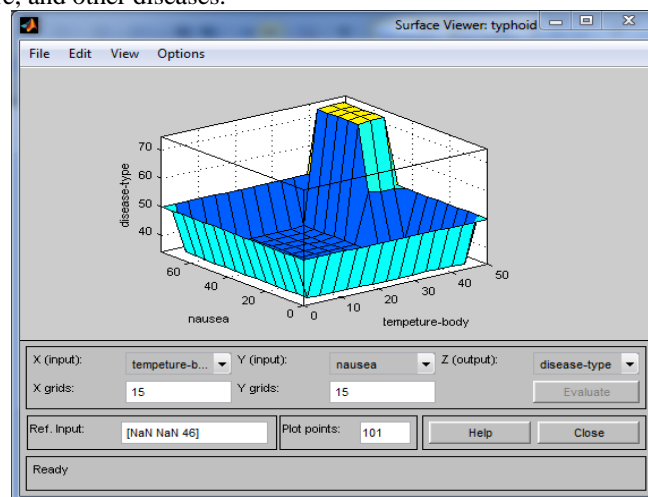 e, and other diseases.
Surface Viewer: typhoid
File Edit View Options
70
60
50
40
disease-type
60
40
20
0
nausea
0
10
20
30
40
50
tempeture-body
X (input): tempeture-b... Y (input): nausea Z (output): disease-type
X grids: 15 Y grids: 15 Evaluate
Ref. Input: [NaN NaN 46] Plot points: 101 Help Close
Ready